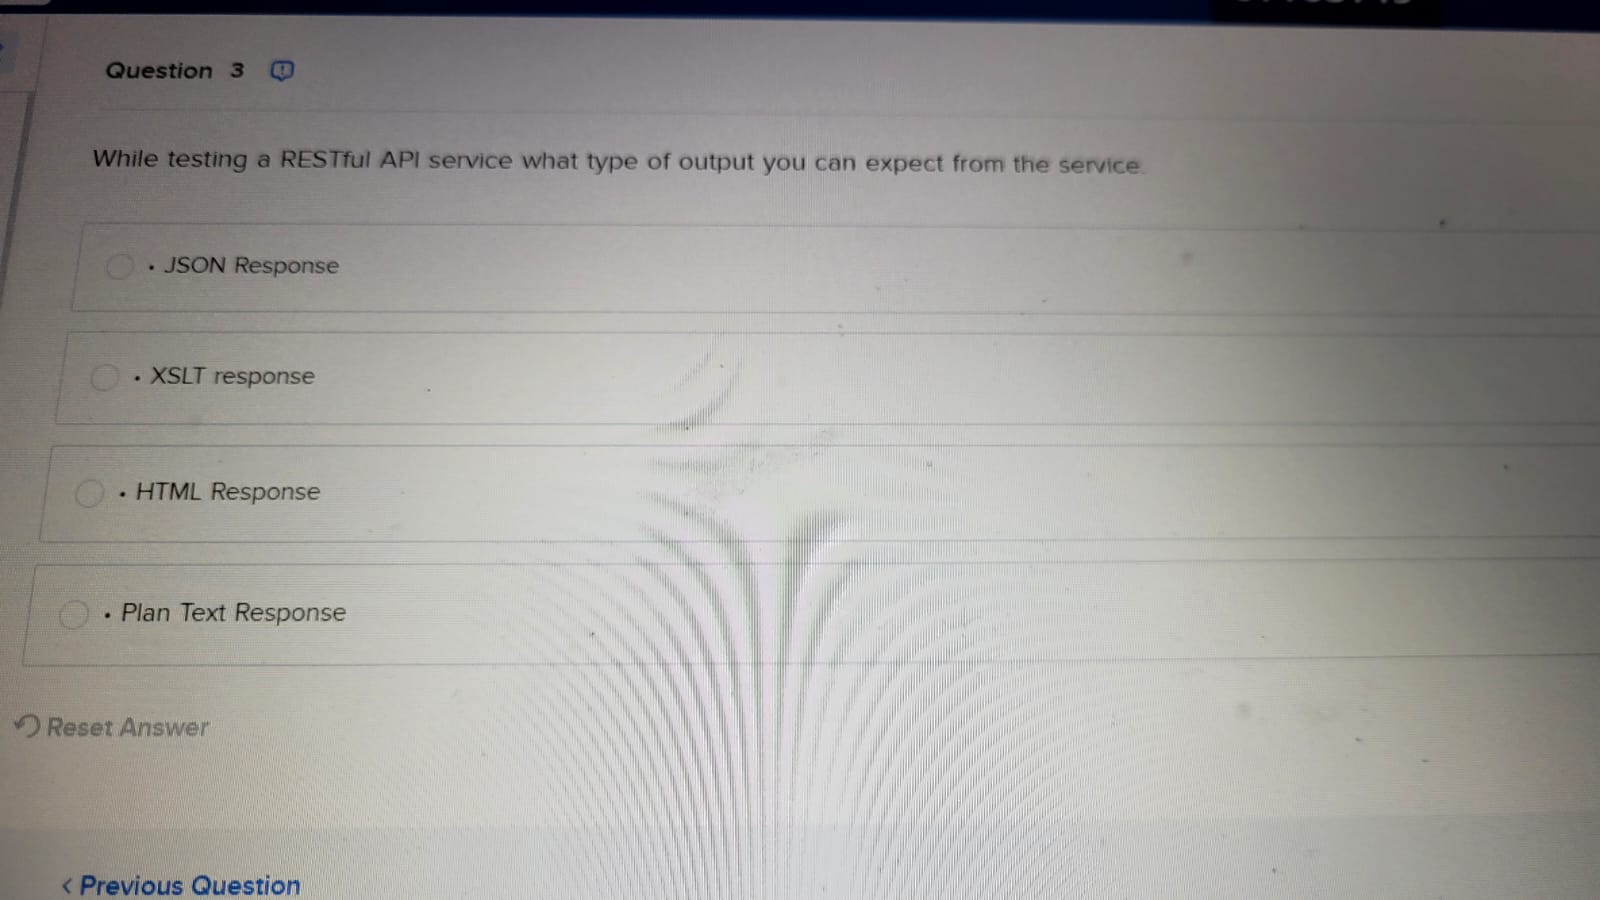 Question 3
While testing a RESTful API service what type of output you can expect from the service.
• JSON Response
• XSLT response
• HTML Response
• Plan Text Response
Reset Answer
< Previous Question